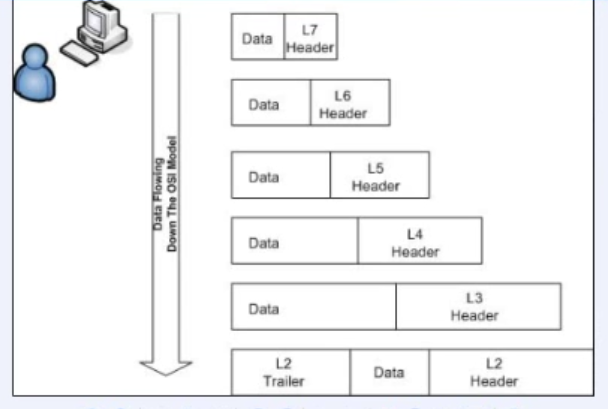 Data Flowing
Down The OSI Model
Data
L7
Header
Data
L6
Header
Data
L5
Header
Data
L4
Header
Data
L3
Header
L2
Trailer
Data
L2
Header